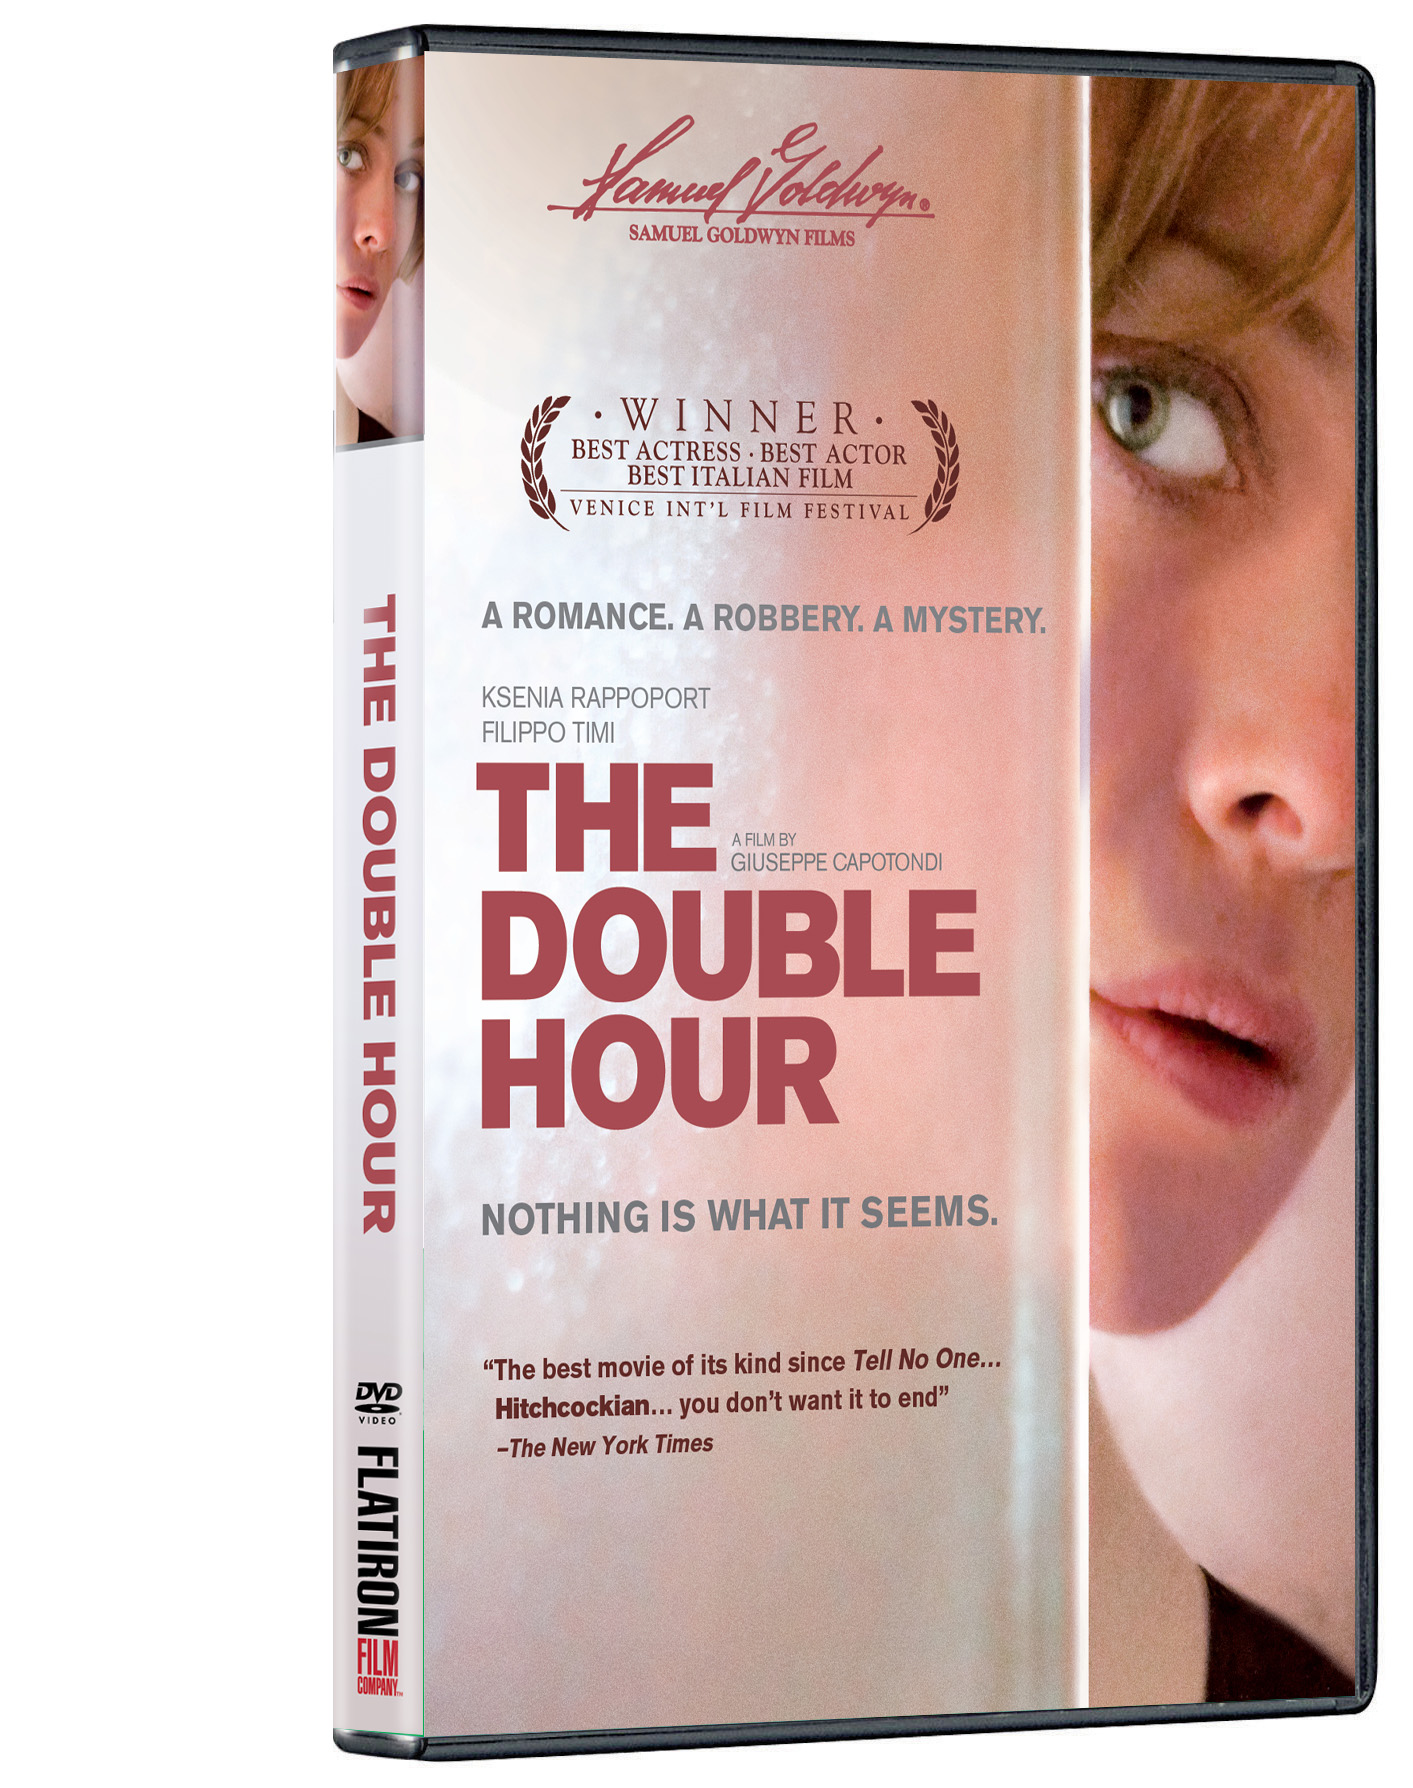 Samuel Goldwyn.®
SAMUEL GOLDWYN FILMS
· WINNER ·
BEST ACTRESS · BEST ACTOR
BEST ITALIAN FILM
VENICE INT'L FILM FESTIVAL
A ROMANCE. A ROBBERY. A MYSTERY.
KSENIA RAPPOPORT
FILIPPO TIMI
THE
A FILM BY
GIUSEPPE CAPOTONDI
DOUBLE
HOUR
NOTHING IS WHAT IT SEEMS.
“The best movie of its kind since Tell No One...
Hitchcockian... you don’t want it to end”
–The New York Times
THE DOUBLE HOUR
DVD
VIDEO
FLATIRON
FILM
COMPANY™